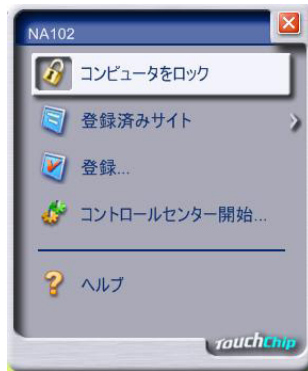 NA102
コンピュータをロック
登録済みサイト
登録...
コントロールセンター開始...
ヘルプ
TouchChip